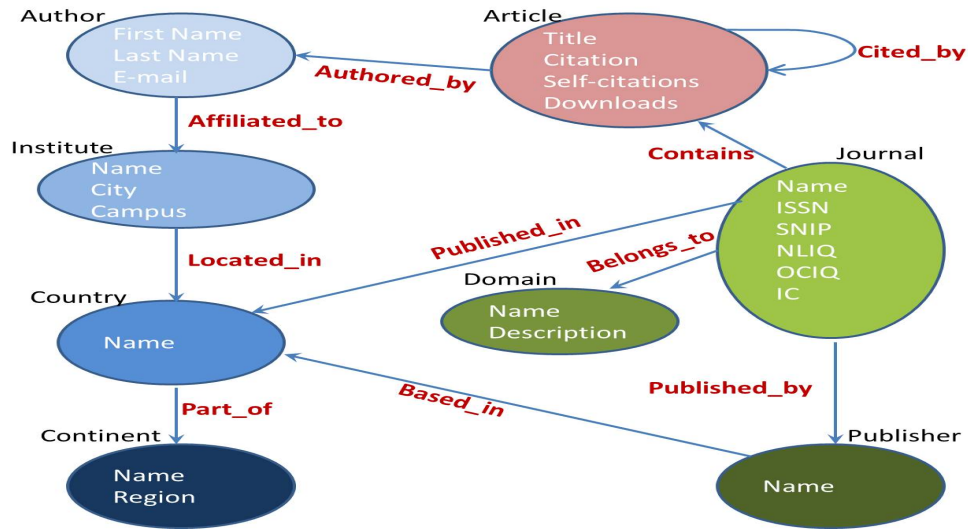 Author
First Name
Last Name
E-mail
Article
Title
Citation
Self-citations
Downloads
Cited_by
Authored_by
Affiliated_to
Institute
Name
City
Campus
Contains
Journal
Name
ISSN
SNIP
NLIQ
OCIQ
IC
Published_in
Belongs_to
Located_in
Country
Name
Domain
Name
Description
Based_in
Published_by
Part_of
Continent
Name
Region
Publisher
Name